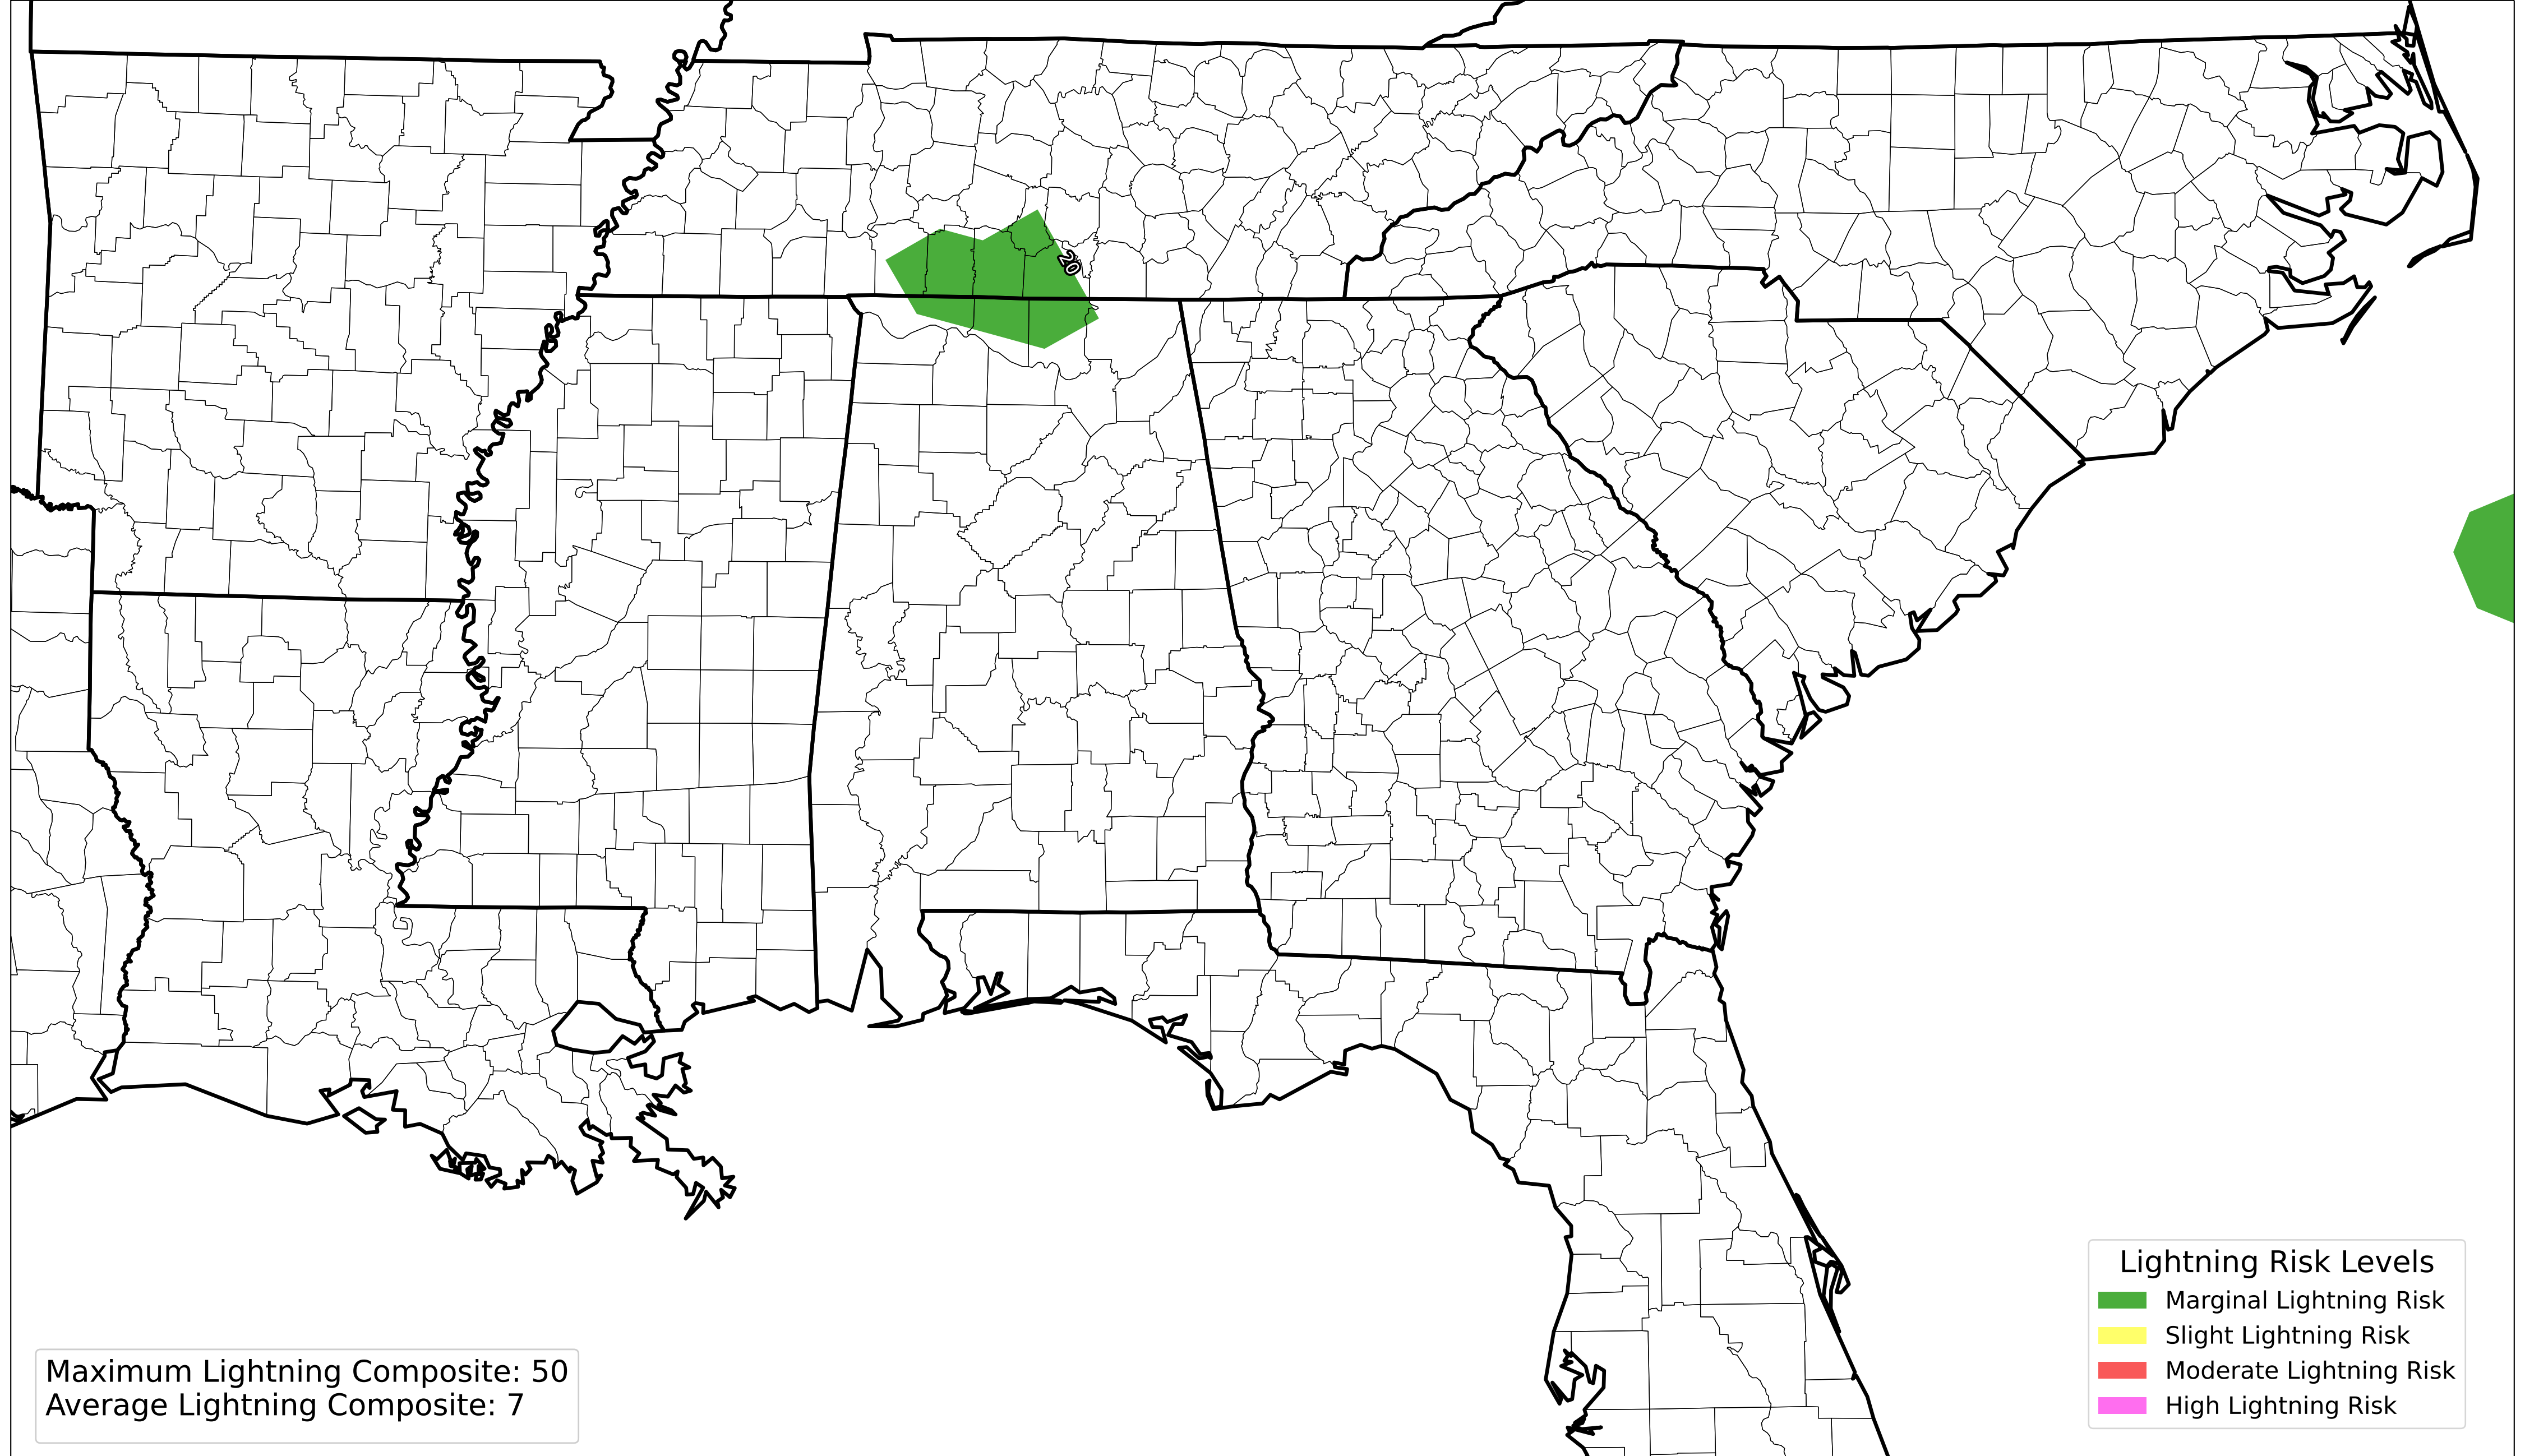 20
Lightning Risk Levels
Marginal Lightning Risk
Slight Lightning Risk
Moderate Lightning Risk
High Lightning Risk
Maximum Lightning Composite: 50
Average Lightning Composite: 7